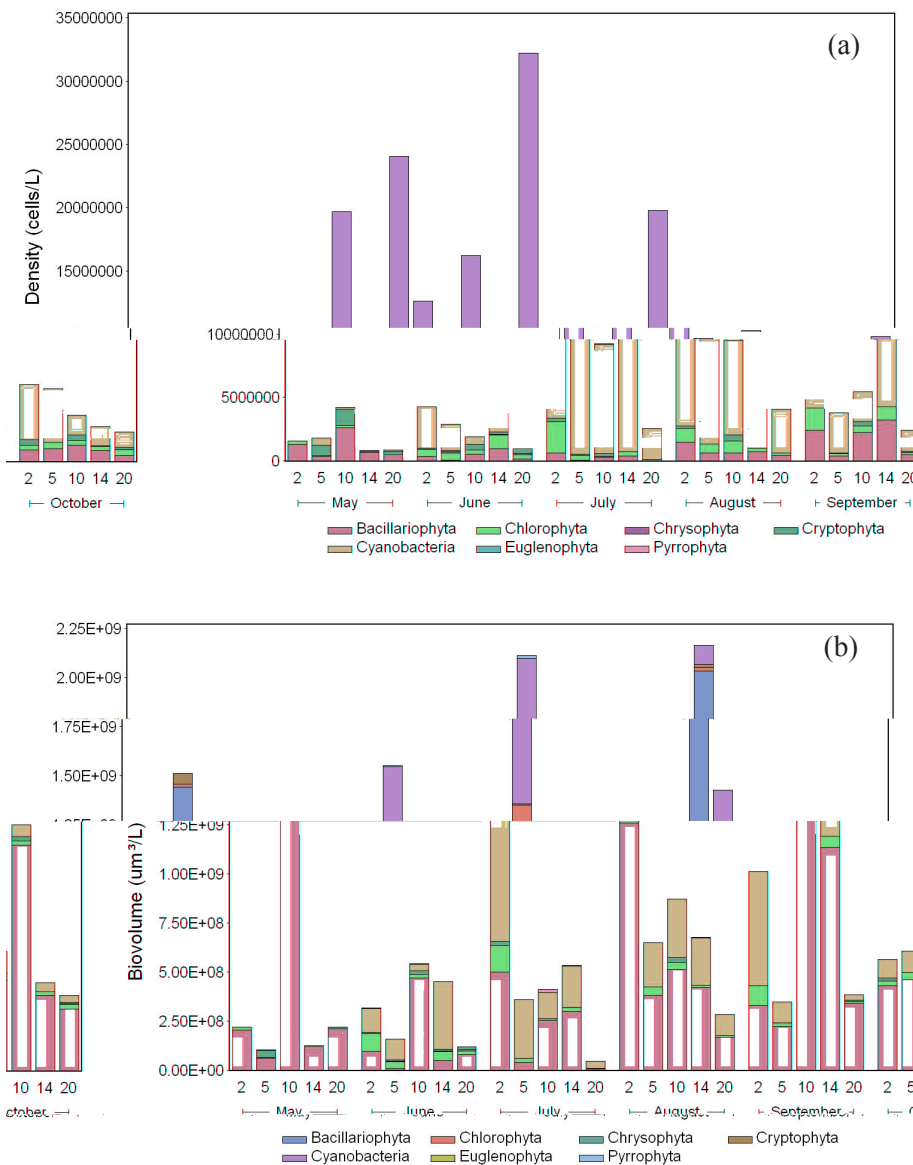 35000000
(a)
30000000
25000000
20000000
15000000
Density (cells/L)
10000000
5000000
0
2 5 10 14 20 2 5 10 14 20 2 5 10 14 20 2 5 10 14 20 2 5 10 14 20 2 5 10 14 20
October May June July August September
Bacillariophyta Chlorophyta Chrysophyta Cryptophyta
Cyanobacteria Euglenophyta Pyrrophyta
2.25E+09
(b)
2.00E+09
1.75E+09
1.50E+09
1.25E+09
1.00E+09
7.50E+08
5.00E+08
2.50E+08
0.00E+00
Biovolume (um³/L)
10 14 20 2 5 10 14 20 2 5 10 14 20 2 5 10 14 20 2 5 10 14 20 2 5 10 14 20 2 5
ctober May June July August September
Bacillariophyta Chlorophyta Chrysophyta Cryptophyta
Cyanobacteria Euglenophyta Pyrrophyta